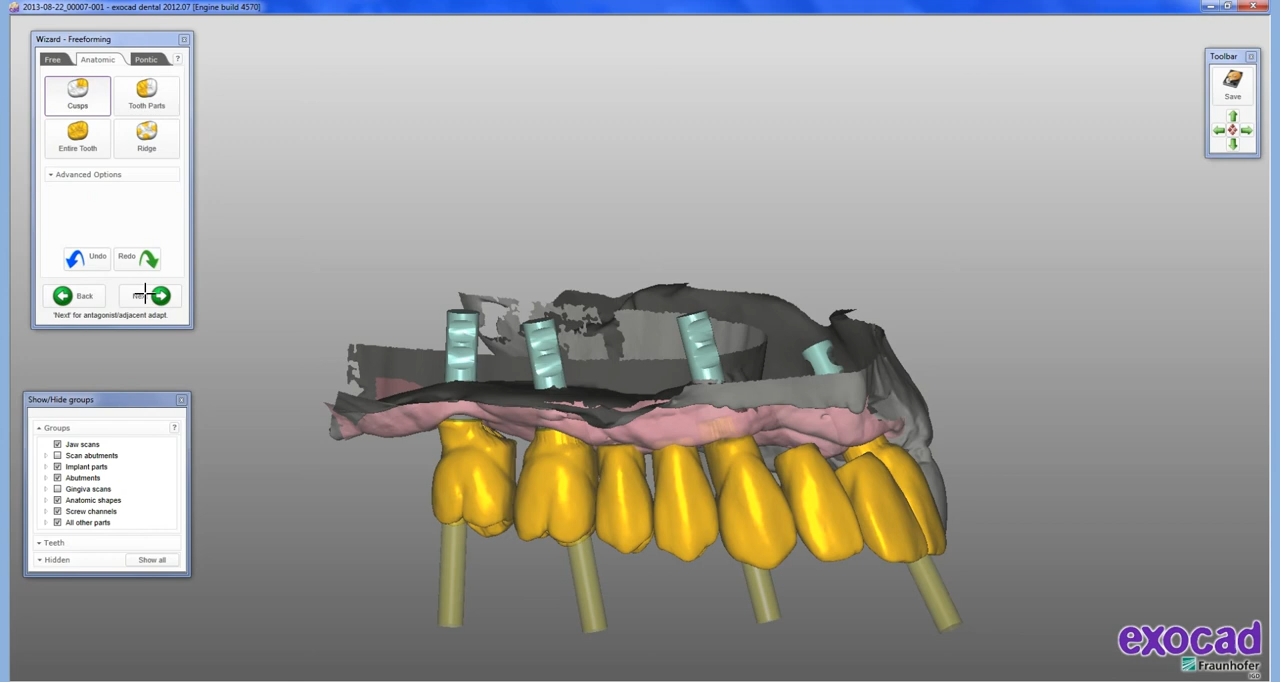 2013-08-22_00007-001 - exocad dental 2012.07 [Engine build 4570]
Wizard - Freeforming
Free Anatomic Pontic ?
Cusps Tooth Parts
Entire Tooth Ridge
Advanced Options
Undo Redo
Back
'Next' for antagonist/adjacent adapt.
Show/Hide groups
Groups ?
Jaw scans
Scan abutments
Implant parts
Abutments
Gingiva scans
Anatomic shapes
Screw channels
All other parts
Teeth
Hidden Show all
Toolbar
Save
exocad
Fraunhofer
IGD